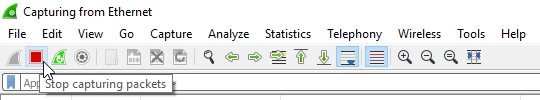 Capturing from Ethernet
File Edit View Go Capture Analyze Statistics Telephony Wireless Tools Help
Stop capturing packets